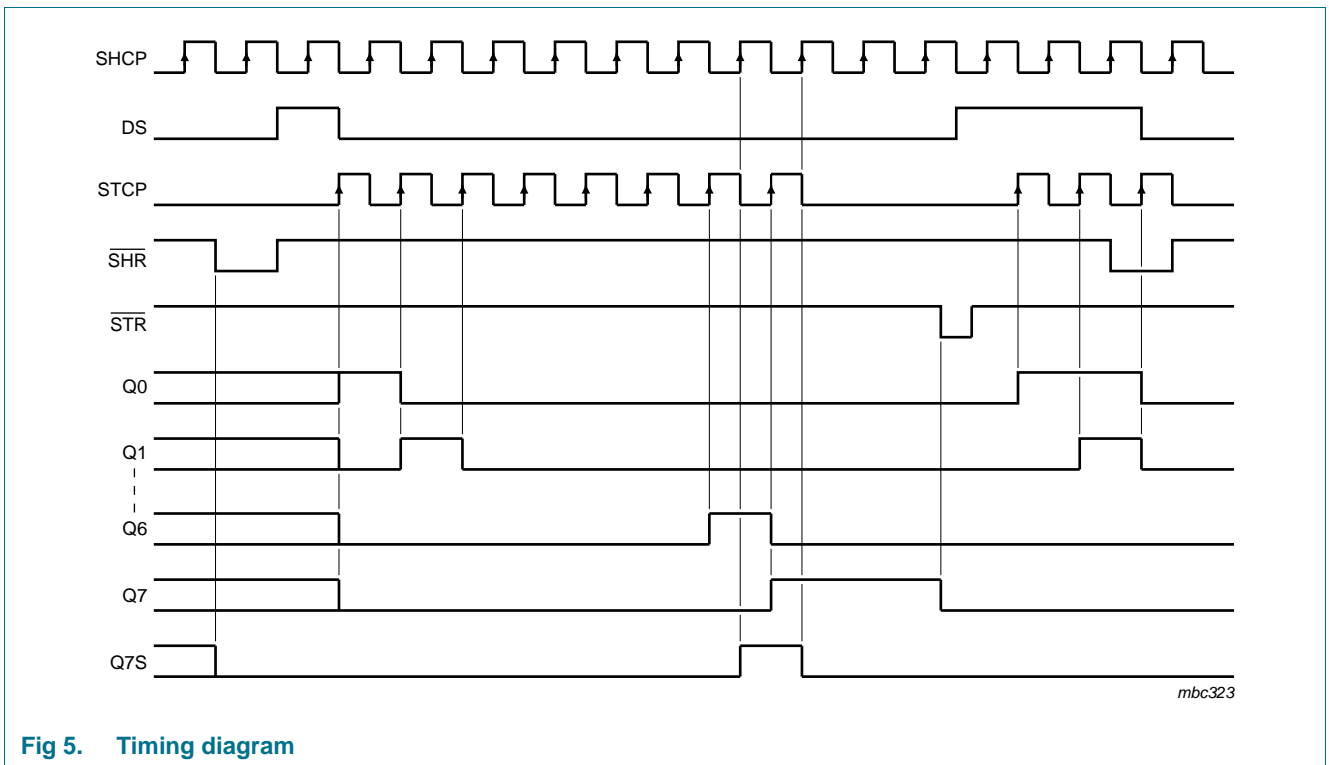 SHCP
DS
STCP
SHR
STR
Q0
Q1
Q6
Q7
Q7S
mbc323
Fig 5. Timing diagram